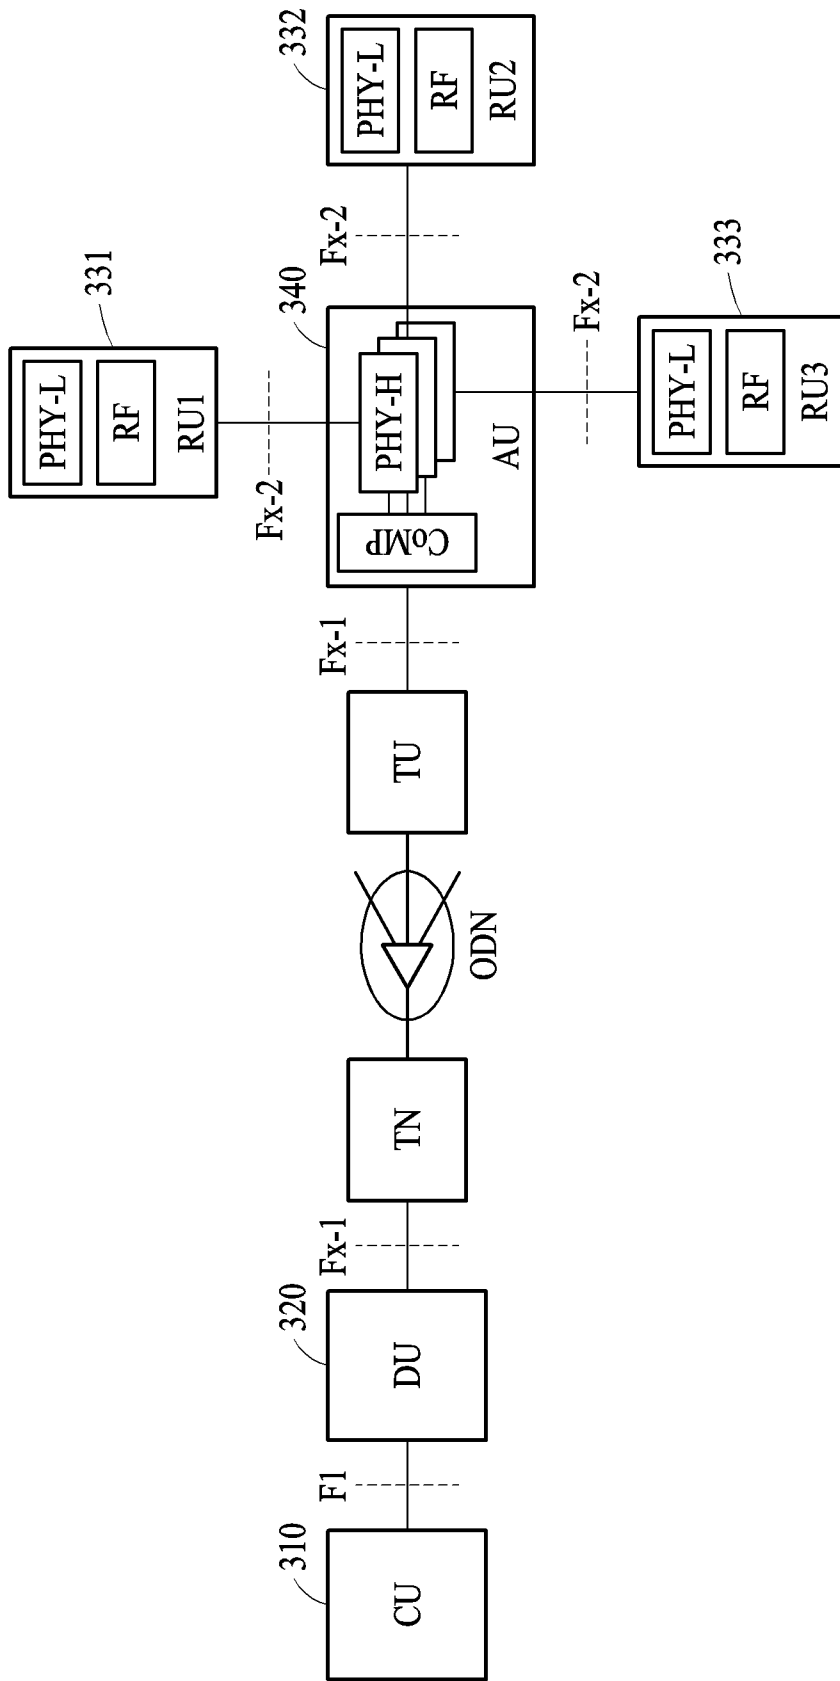 310
CU
F1
320
DU
Fx-1
TN
ODN
TU
Fx-1
340
AU
CoMP
PHY-H
Fx-2
331
PHY-L
RF
RU1
Fx-2
332
PHY-L
RF
RU2
Fx-2
333
PHY-L
RF
RU3